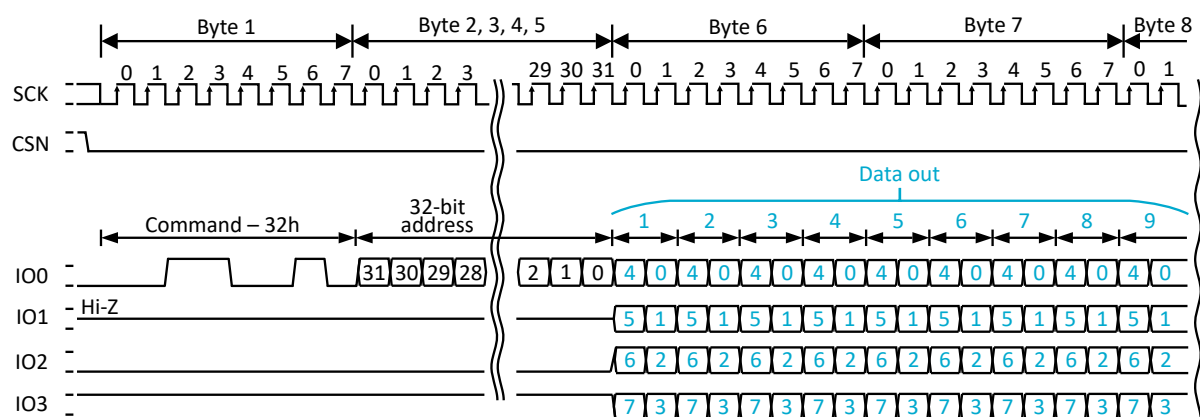 Byte 1 Byte 2, 3, 4, 5 Byte 6 Byte 7 Byte 8
0 1 2 3 4 5 6 7 0 1 2 3 29 30 31 0 1 2 3 4 5 6 7 0 1 2 3 4 5 6 7 0 1
SCK
CSN
Data out
32-bit
address
Command – 32h 1 2 3 4 5 6 7 8 9
IO0 31 30 29 28 2 1 0 4 0 4 0 4 0 4 0 4 0 4 0 4 0 4 0 4 0
Hi-Z
IO1 5 1 5 1 5 1 5 1 5 1 5 1 5 1 5 1 5 1
IO2 6 2 6 2 6 2 6 2 6 2 6 2 6 2 6 2 6 2
IO3 7 3 7 3 7 3 7 3 7 3 7 3 7 3 7 3 7 3